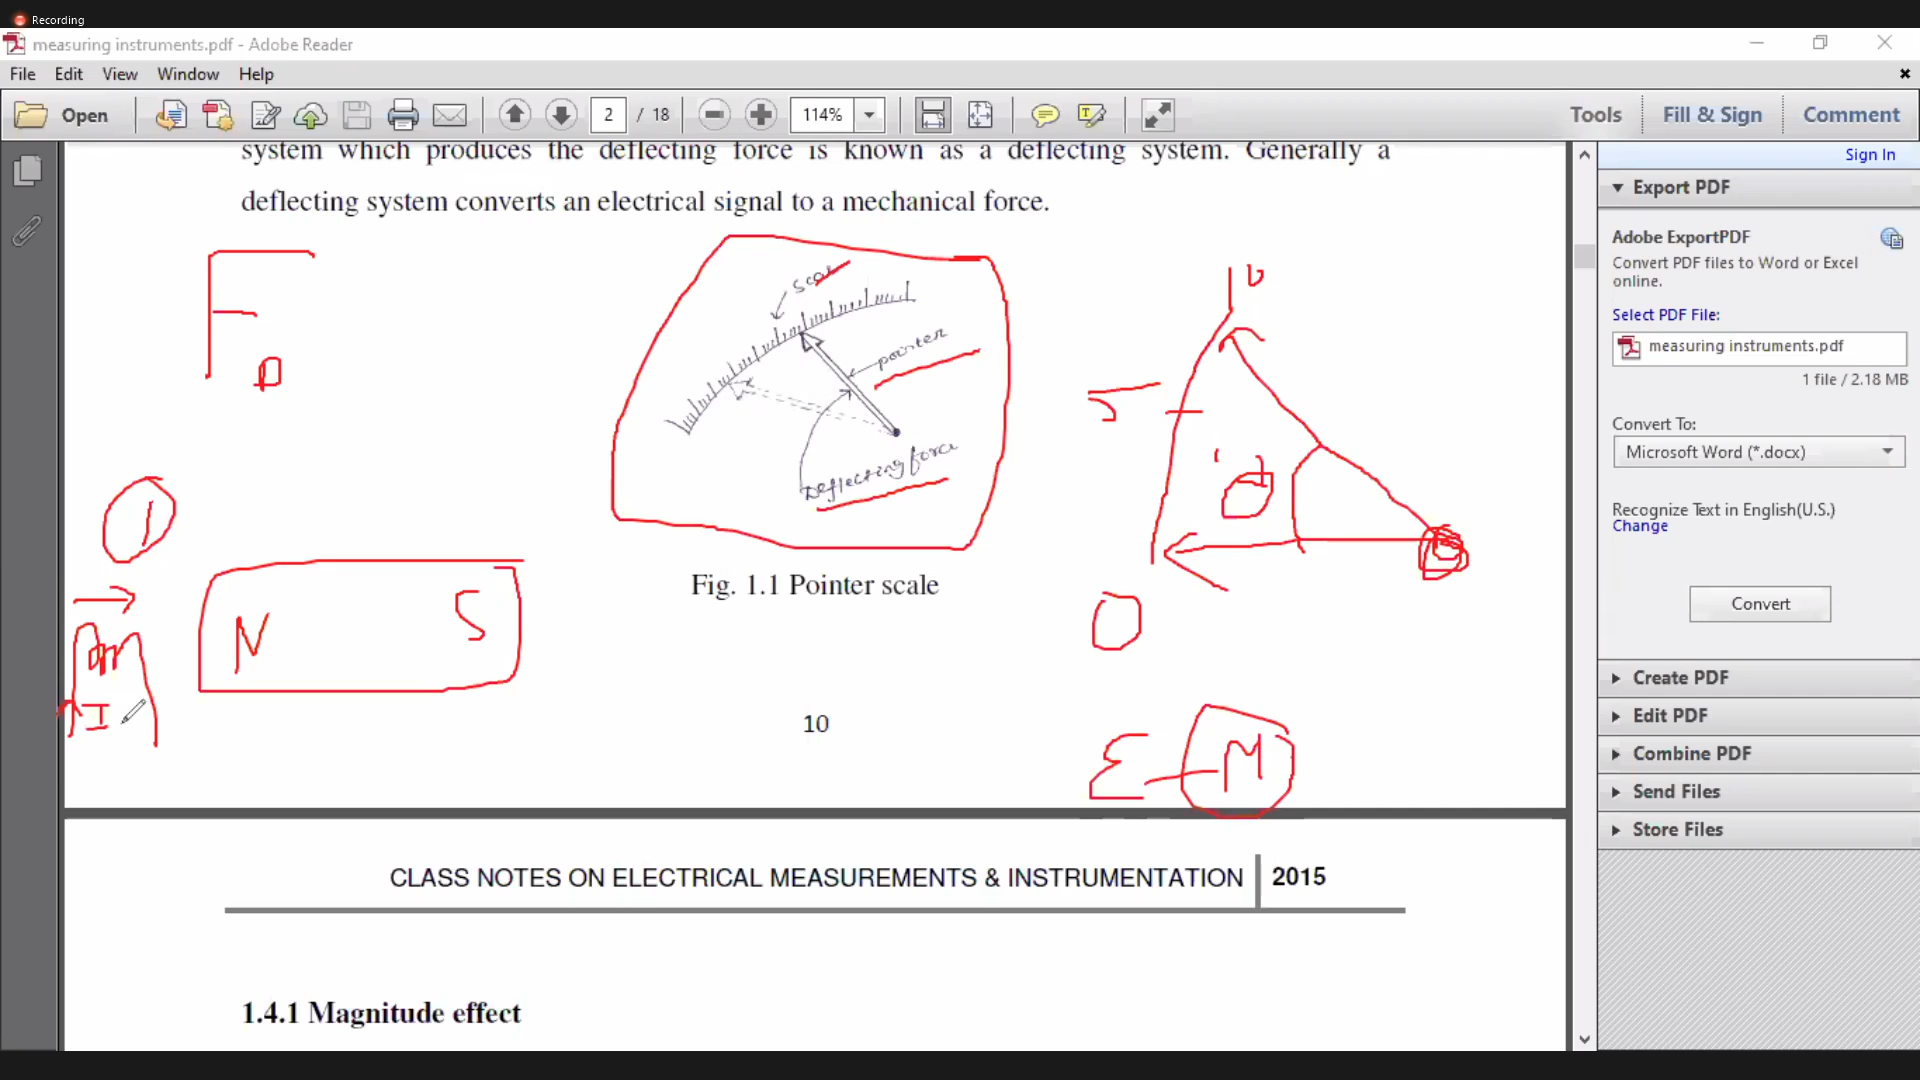 Recording
measuring instruments.pdf - Adobe Reader
File Edit View Window Help
Open 2 / 18 114% Tools Fill & Sign Comment
Sign In
system which produces the deflecting force is known as a deflecting system. Generally a
deflecting system converts an electrical signal to a mechanical force.
F
D
pointer
Deflecting force
10
5
d
0
1
N S
I
Fig. 1.1 Pointer scale
10
E M
CLASS NOTES ON ELECTRICAL MEASUREMENTS & INSTRUMENTATION 2015
1.4.1 Magnitude effect
Export PDF
Adobe ExportPDF
Convert PDF files to Word or Excel
online.
Select PDF File:
measuring instruments.pdf
1 file / 2.18 MB
Convert To:
Microsoft Word (*.docx)
Recognize Text in English(U.S.)
Change
Convert
Create PDF
Edit PDF
Combine PDF
Send Files
Store Files